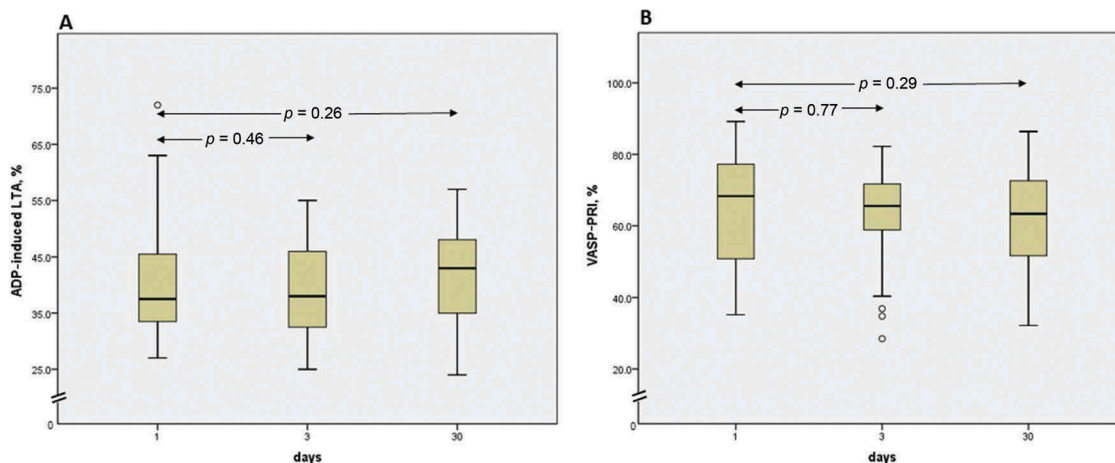 A
ADP-induced LTA, %
75.0
65.0
55.0
45.0
35.0
25.0
0
p = 0.26
p = 0.46
1
3
30
days
B
VASP-PRI, %
100.0
80.0
60.0
40.0
20.0
0
p = 0.29
p = 0.77
1
3
30
days